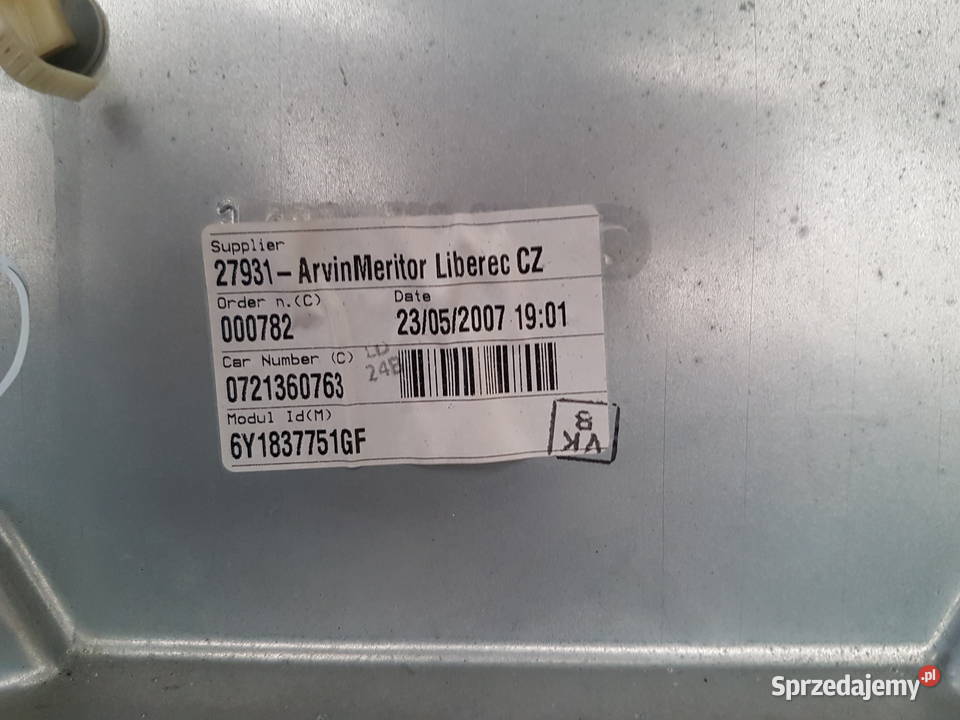 Supplier
27931-ArvinMeritor Liberec CZ
Order n.(C) Date
000782 23/05/2007 19:01
Car Number (C)
0721360763
24B
Modul Id(M)
6Y1837751GF
VK
8
Sprzedajemy.pl